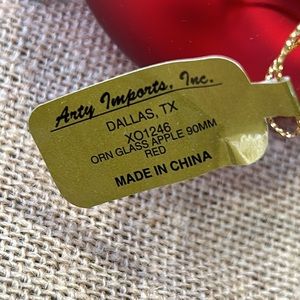 Arty Imports, Inc.
DALLAS, TX
XO1246
ORN GLASS APPLE 90MM
RED
MADE IN CHINA